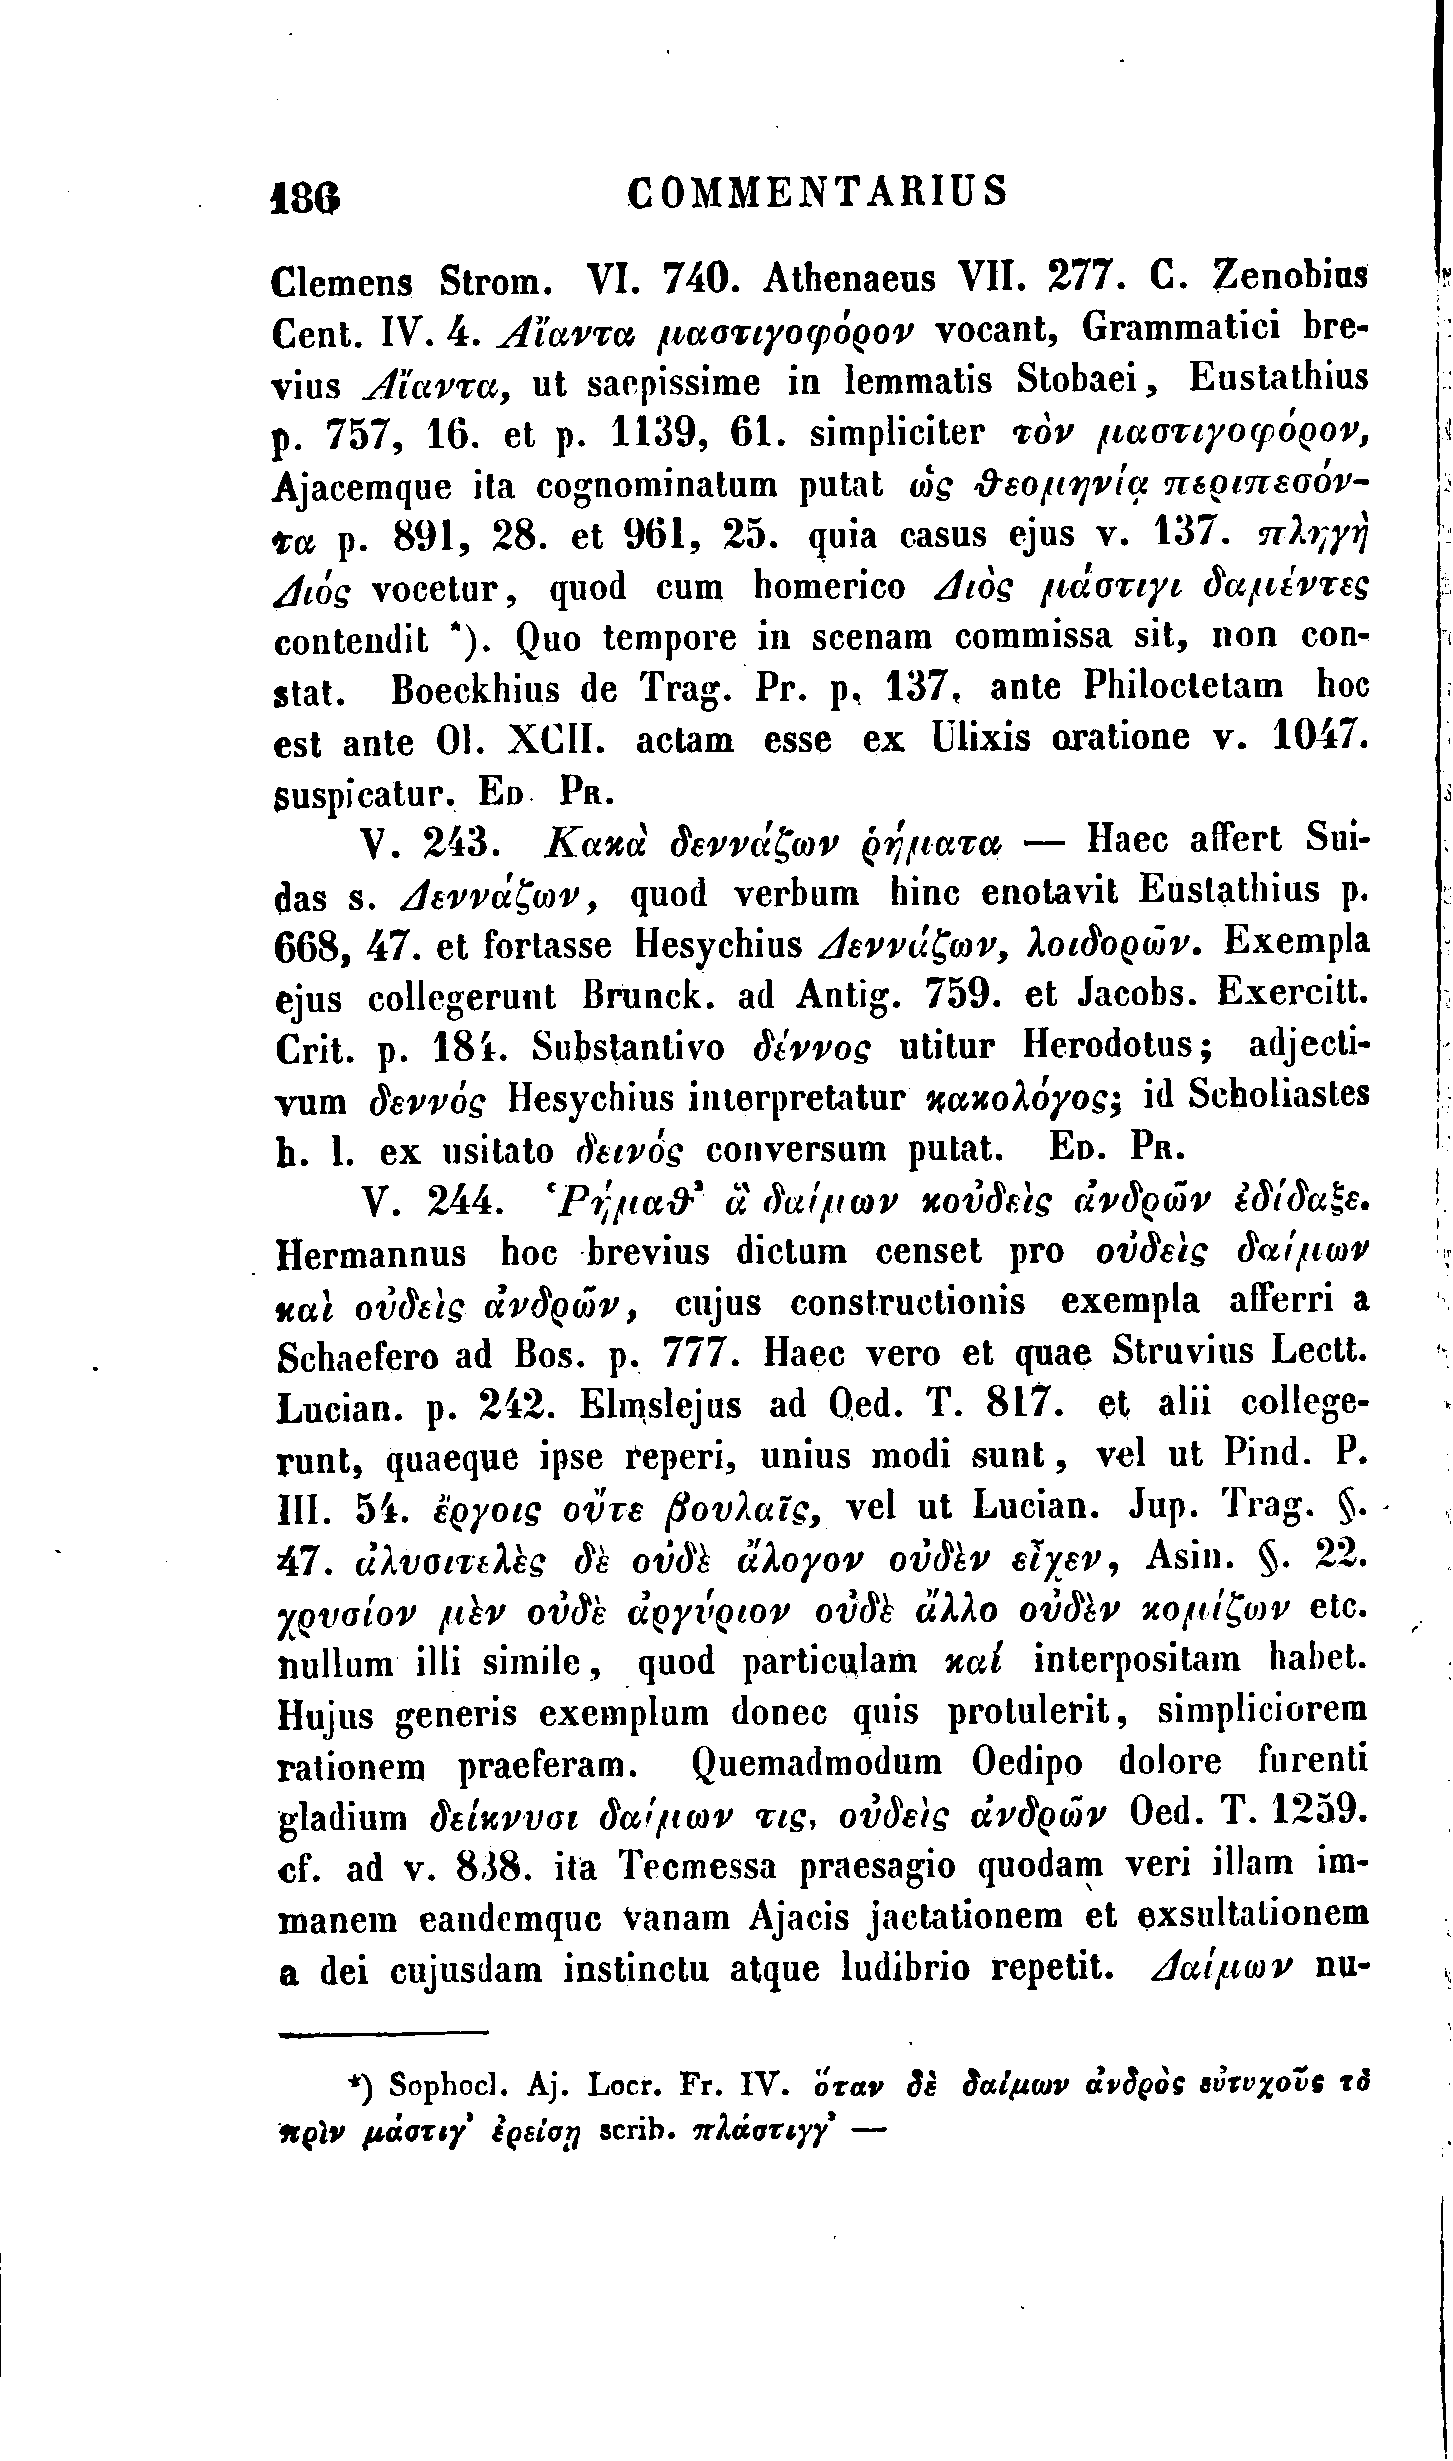 186 COMMENTARIUS
Clemens Strom. VI. 740. Athenaeus VII. 277. C. Zenobius
Cent. IV. 4. Αἴαντα μαστιγοφόρον vocant, Grammatici bre-
vius Αἴαντα, ut saepissime in lemmatis Stobaei, Eustathius
p. 757, 16. et p. 1139, 61. simpliciter τὸν μαστιγοφόρον,
Ajacemque ita cognominatum putat ὡς θεομηνίᾳ περιπεσόν-
τα p. 891, 28. et 961, 25. quia casus ejus v. 137. πληγὴ
Διός vocetur, quod cum homerico Διὸς μάστιγι δαμέντες
contendit *). Quo tempore in scenam commissa sit, non con-
stat. Boeckhius de Trag. Pr. p. 137. ante Philoctetam hoc
est ante Ol. XCII. actam esse ex Ulixis oratione v. 1047.
suspicatur. ED. PR.
V. 243. Κακὰ δεννάζων ῥήματα — Haec affert Sui-
das s. Δεννάζων, quod verbum hinc enotavit Eustathius p.
668, 47. et fortasse Hesychius Δεννάζων, λοιδορῶν. Exempla
ejus collegerunt Brunck. ad Antig. 759. et Jacobs. Exercitt.
Crit. p. 184. Substantivo δέννος utitur Herodotus; adjecti-
vum δεννός Hesychius interpretatur κακολόγος; id Scholiastes
h. l. ex usitato δεινός conversum putat. ED. PR.
V. 244. Ῥήμαθ’ ἃ δαίμων κοὐδεὶς ἀνδρῶν ἐδίδαξε.
Hermannus hoc brevius dictum censet pro οὐδεὶς δαίμων
καὶ οὐδεὶς ἀνδρῶν, cujus constructionis exempla afferri a
Schaefero ad Bos. p. 777. Haec vero et quae Struvius Lectt.
Lucian. p. 242. Elmslejus ad Oed. T. 817. et alii college-
runt, quaeque ipse reperi, unius modi sunt, vel ut Pind. P.
III. 54. ἔργοις οὔτε βουλαῖς, vel ut Lucian. Jup. Trag. §.
47. ἀλυσιτελὲς δὲ οὐδὲ ἄλογον οὐδὲν εἶχεν, Asin. §. 22.
χρυσίον μὲν οὐδὲ ἀργύριον οὐδὲ ἄλλο οὐδὲν κομίζων etc.
nullum illi simile, quod particulam καί interpositam habet.
Hujus generis exemplum donec quis protulerit, simpliciorem
rationem praeferam. Quemadmodum Oedipo dolore furenti
gladium δείκνυσι δαίμων τις, οὐδεὶς ἀνδρῶν Oed. T. 1259.
cf. ad v. 838. ita Tecmessa praesagio quodam veri illam im-
manem eandemque vanam Ajacis jactationem et exsultationem
a dei cujusdam instinctu atque ludibrio repetit. Δαίμων nu-
*) Sophocl. Aj. Locr. Fr. IV. ὅταν δὲ δαίμων ἀνδρὸς εὐτυχοῦς τὸ
πρὶν μάστιγ’ ἐρείσῃ scrib. πλάστιγγ’ —